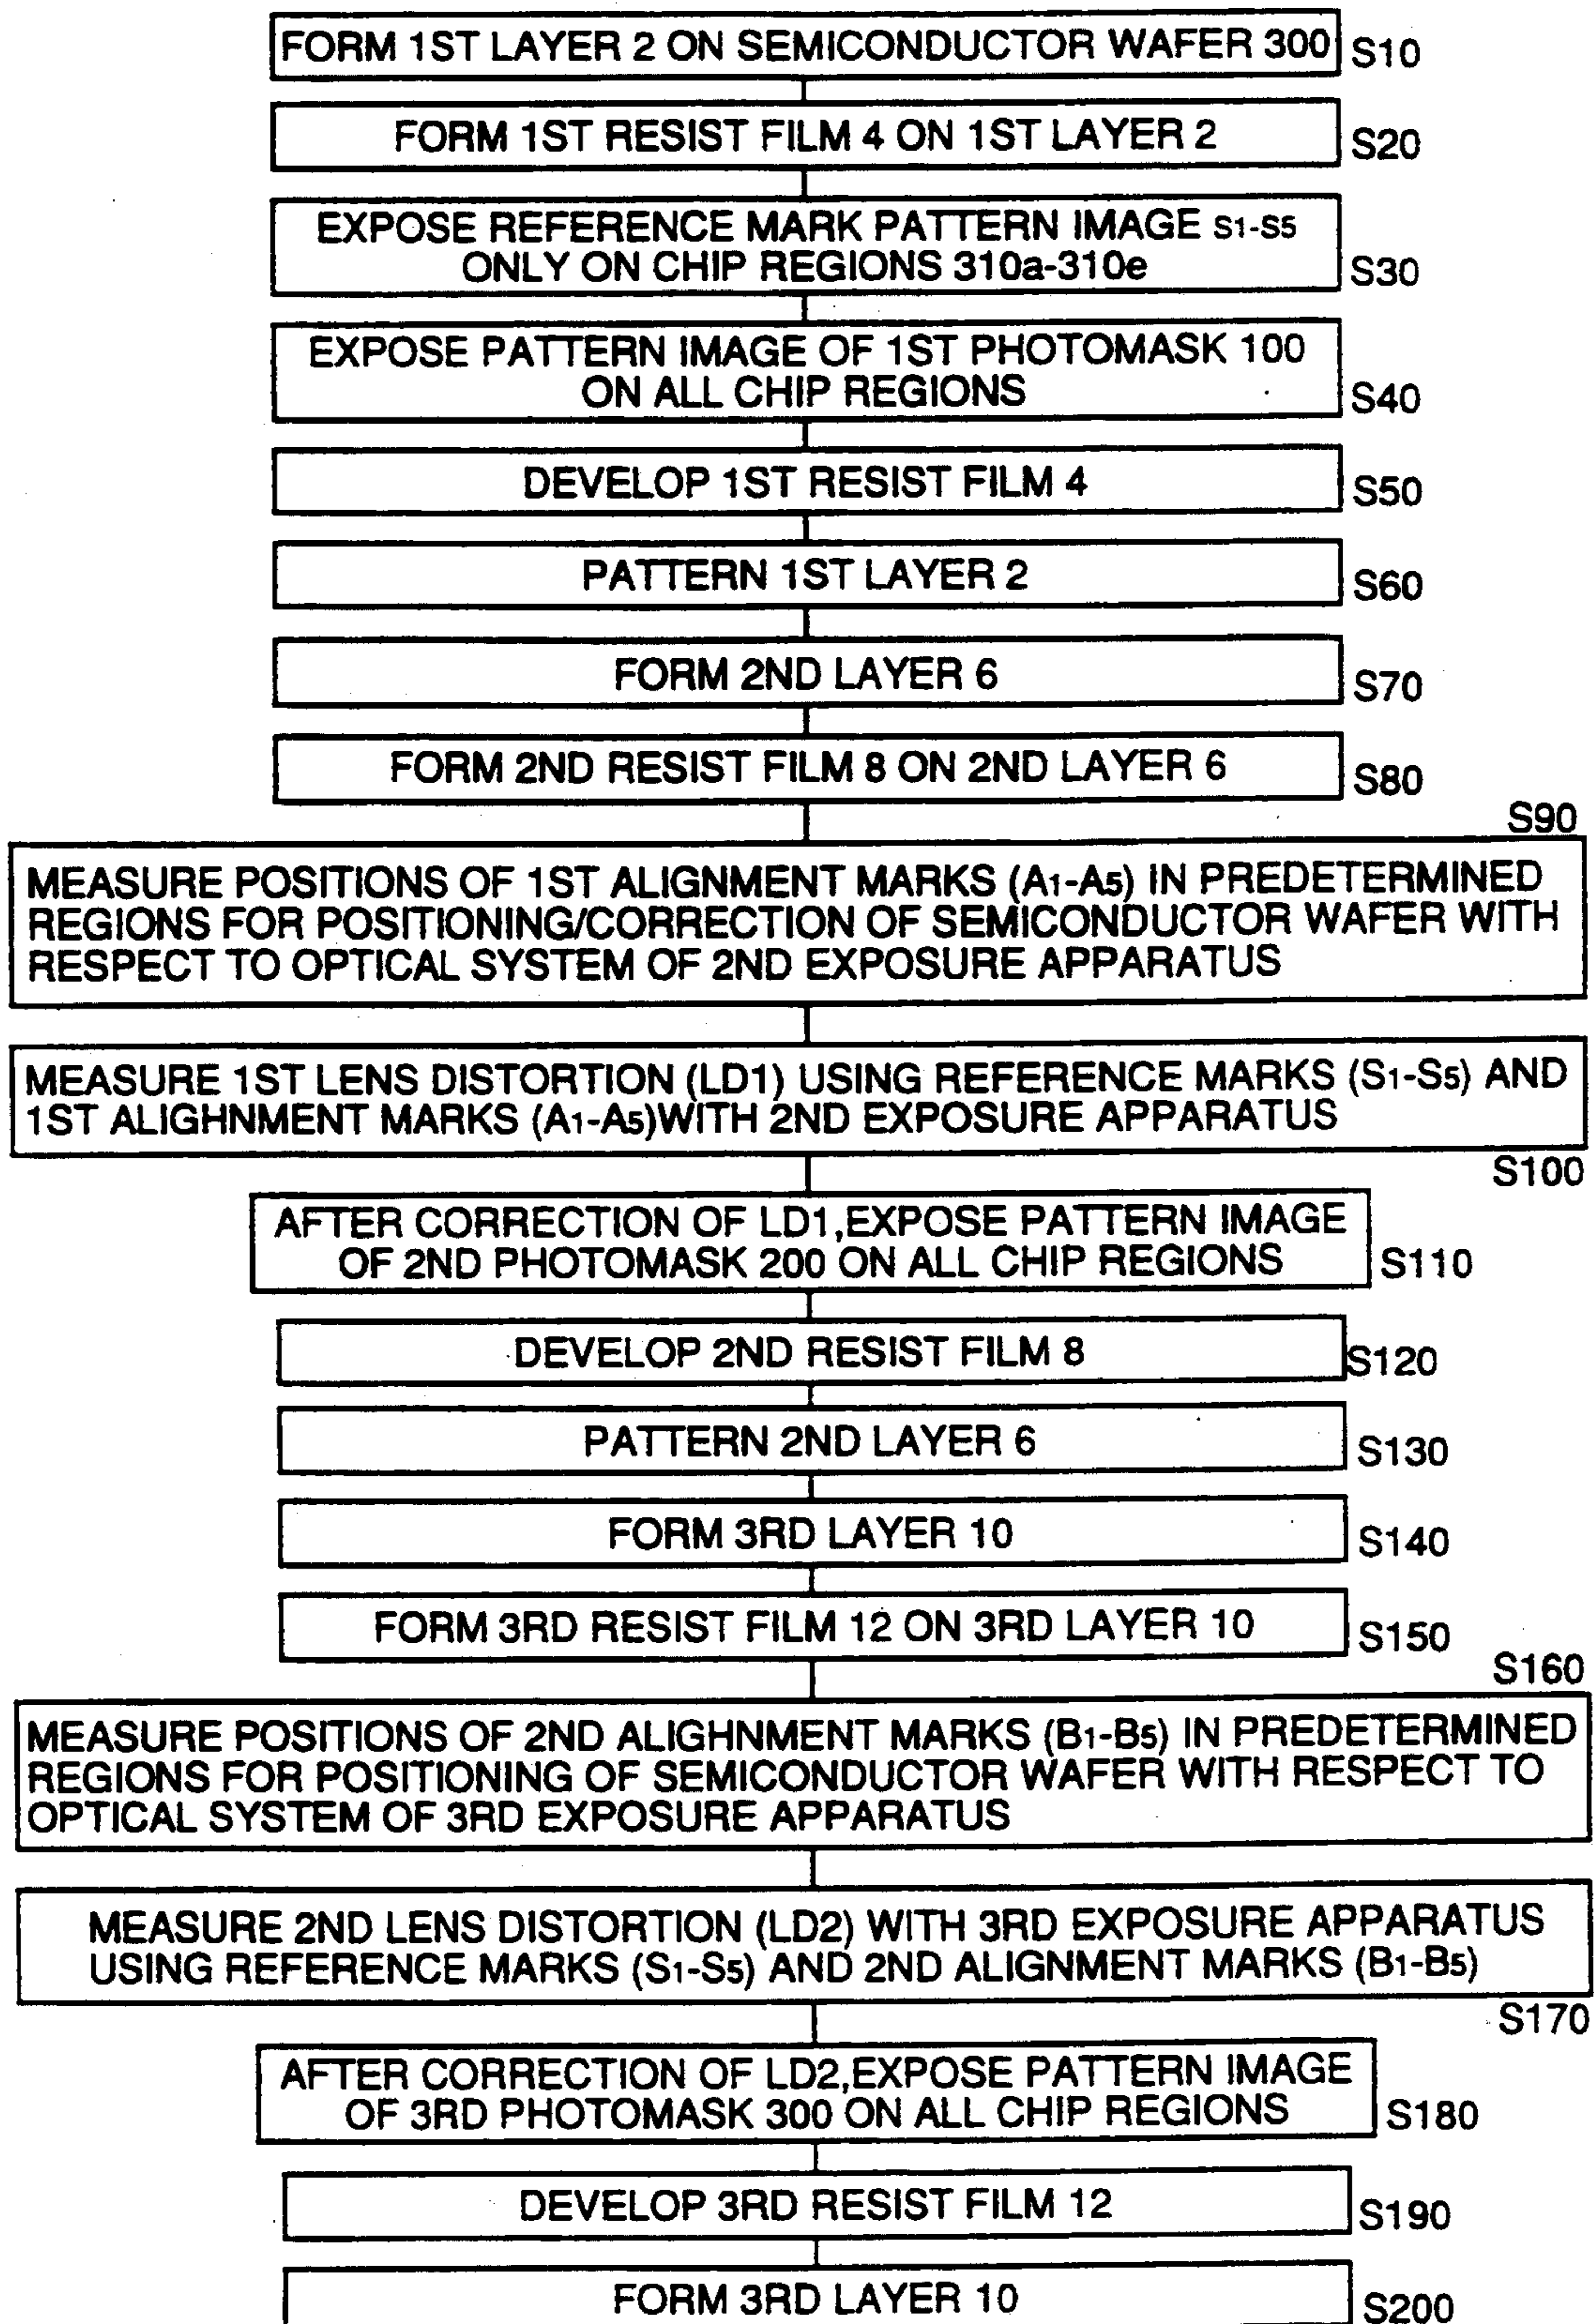 FORM 1ST LAYER 2 ON SEMICONDUCTOR WAFER 300 S10
FORM 1ST RESIST FILM 4 ON 1ST LAYER 2 S20
EXPOSE REFERENCE MARK PATTERN IMAGE S1-S5
ONLY ON CHIP REGIONS 310a-310e S30
EXPOSE PATTERN IMAGE OF 1ST PHOTOMASK 100
ON ALL CHIP REGIONS S40
DEVELOP 1ST RESIST FILM 4 S50
PATTERN 1ST LAYER 2 S60
FORM 2ND LAYER 6 S70
FORM 2ND RESIST FILM 8 ON 2ND LAYER 6 S80
S90
MEASURE POSITIONS OF 1ST ALIGNMENT MARKS (A1-A5) IN PREDETERMINED
REGIONS FOR POSITIONING/CORRECTION OF SEMICONDUCTOR WAFER WITH
RESPECT TO OPTICAL SYSTEM OF 2ND EXPOSURE APPARATUS
MEASURE 1ST LENS DISTORTION (LD1) USING REFERENCE MARKS (S1-S5) AND
1ST ALIGHNMENT MARKS (A1-A5)WITH 2ND EXPOSURE APPARATUS
S100
AFTER CORRECTION OF LD1,EXPOSE PATTERN IMAGE
OF 2ND PHOTOMASK 200 ON ALL CHIP REGIONS S110
DEVELOP 2ND RESIST FILM 8 S120
PATTERN 2ND LAYER 6 S130
FORM 3RD LAYER 10 S140
FORM 3RD RESIST FILM 12 ON 3RD LAYER 10 S150
S160
MEASURE POSITIONS OF 2ND ALIGHNMENT MARKS (B1-B5) IN PREDETERMINED
REGIONS FOR POSITIONING OF SEMICONDUCTOR WAFER WITH RESPECT TO
OPTICAL SYSTEM OF 3RD EXPOSURE APPARATUS
MEASURE 2ND LENS DISTORTION (LD2) WITH 3RD EXPOSURE APPARATUS
USING REFERENCE MARKS (S1-S5) AND 2ND ALIGNMENT MARKS (B1-B5)
S170
AFTER CORRECTION OF LD2,EXPOSE PATTERN IMAGE
OF 3RD PHOTOMASK 300 ON ALL CHIP REGIONS S180
DEVELOP 3RD RESIST FILM 12 S190
FORM 3RD LAYER 10 S200